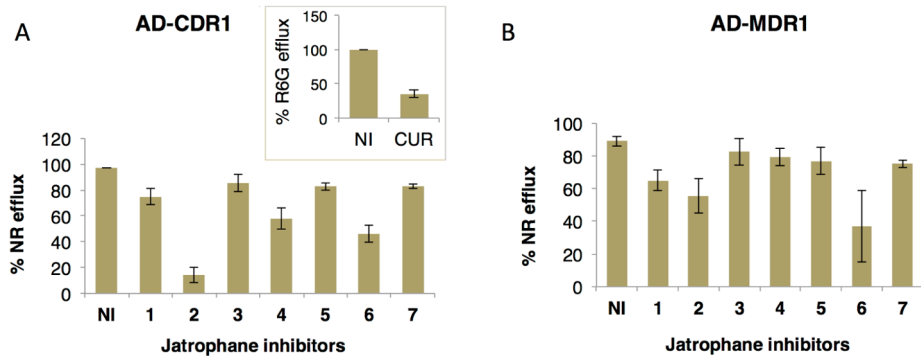 A
AD-CDR1
% R6G efflux
150
100
50
0
NI CUR
% NR efflux
120
100
80
60
40
20
0
NI 1 2 3 4 5 6 7
Jatrophane inhibitors
B
AD-MDR1
% NR efflux
100
80
60
40
20
0
NI 1 2 3 4 5 6 7
Jatrophane inhibitors